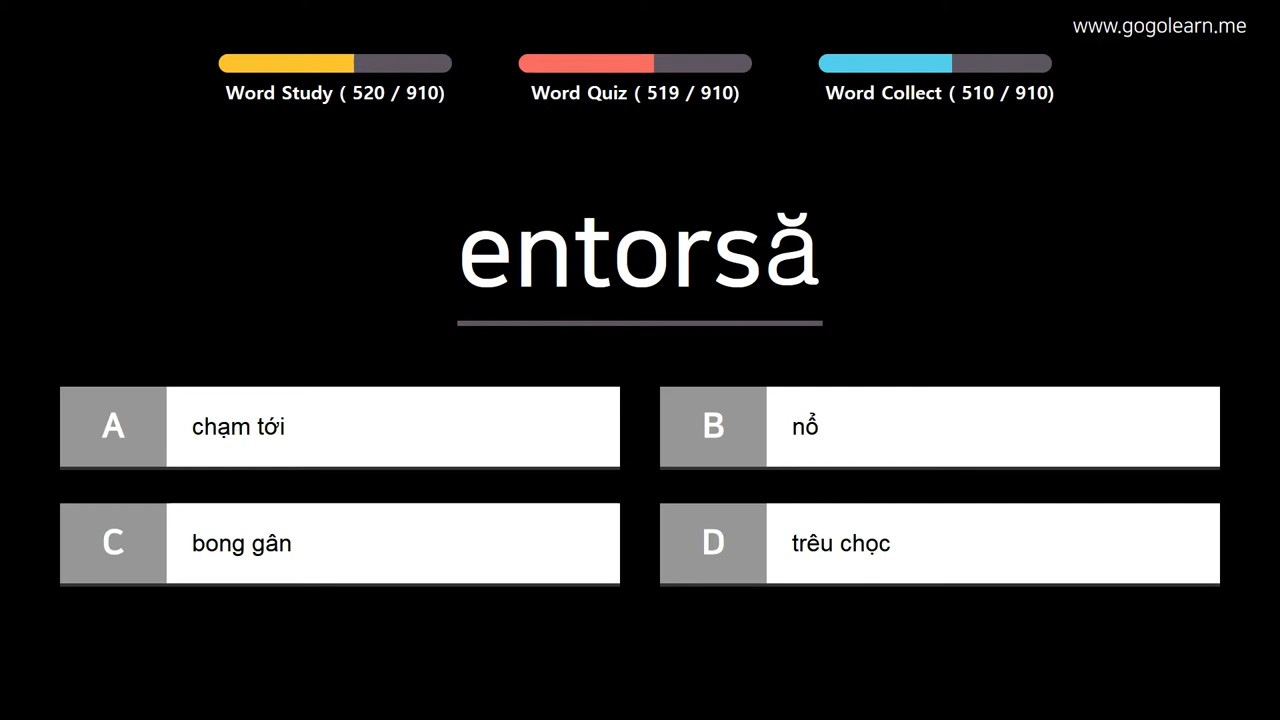 www.gogolearn.me
Word Study ( 520 / 910)
Word Quiz ( 519 / 910)
Word Collect ( 510 / 910)
entorsă
A chạm tới
B nổ
C bong gân
D trêu chọc